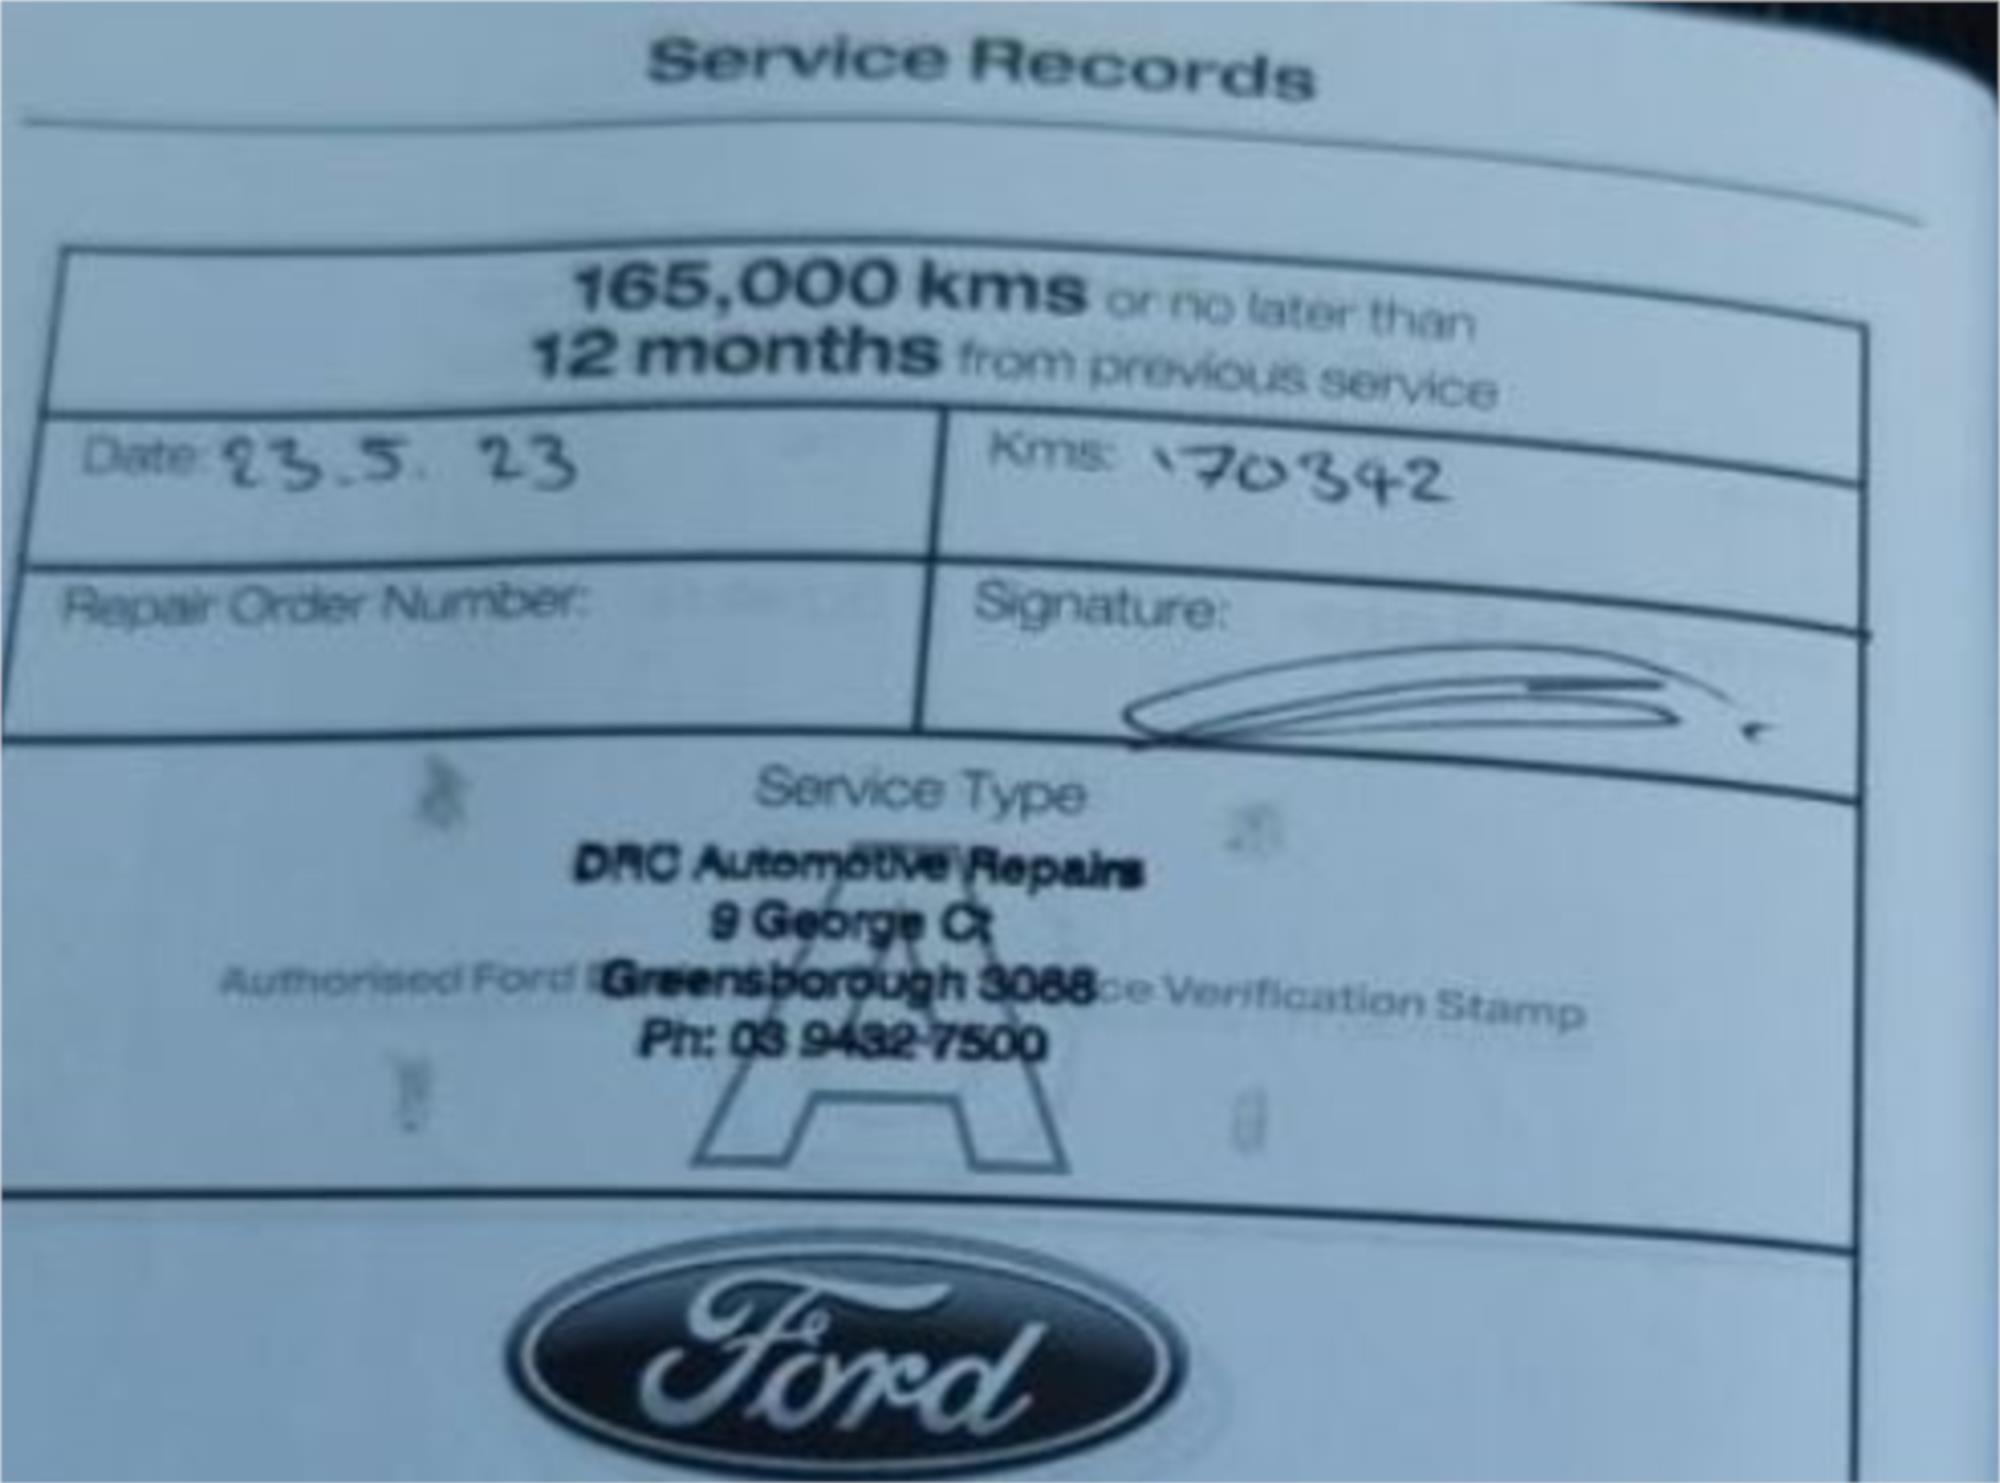 Service Records
165,000 kms or no later than
12 months from previous service
Date: 23.5.23
Kms: 170342
Repair Order Number:
Signature:
Service Type
A
DRC Automotive Repairs
9 George Ct
Authorised Ford
Greensborough 3088
ce Verification Stamp
Ph: 03 9432 7500
Ford